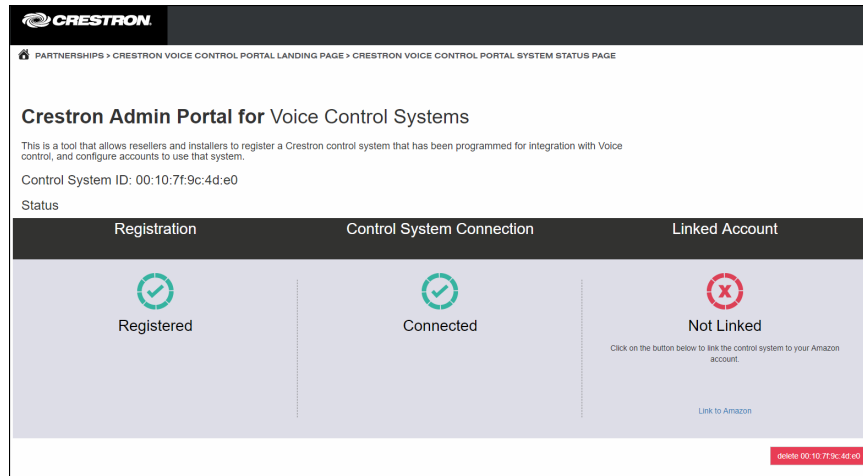 CRESTRON.
PARTNERSHIPS > CRESTRON VOICE CONTROL PORTAL LANDING PAGE > CRESTRON VOICE CONTROL PORTAL SYSTEM STATUS PAGE
Crestron Admin Portal for Voice Control Systems
This is a tool that allows resellers and installers to register a Crestron control system that has been programmed for integration with Voice
control, and configure accounts to use that system.
Control System ID: 00:10:7f:9c:4d:e0
Status
Registration
Control System Connection
Linked Account
Registered
Connected
Not Linked
Click on the button below to link the control system to your Amazon
account.
Link to Amazon
delete 00:10:7f:9c:4d:e0